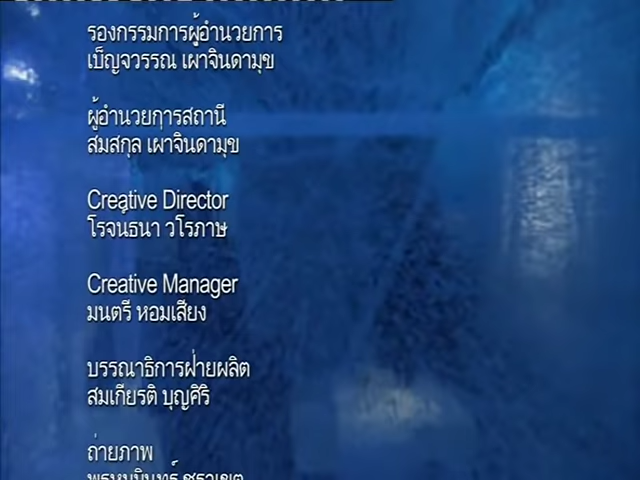 รองกรรมการผู้อำนวยการ
เบ็ญจวรรณ เผาจินดามุข
ผู้อำนวยการสถานี
สมสกุล เผาจินดามุข
Creative Director
โรจน์ธนา วโรภาษ
Creative Manager
มนตรี หอมเสียง
บรรณาธิการฝ่ายผลิต
สมเกียรติ บุญศิริ
ถ่ายภาพ